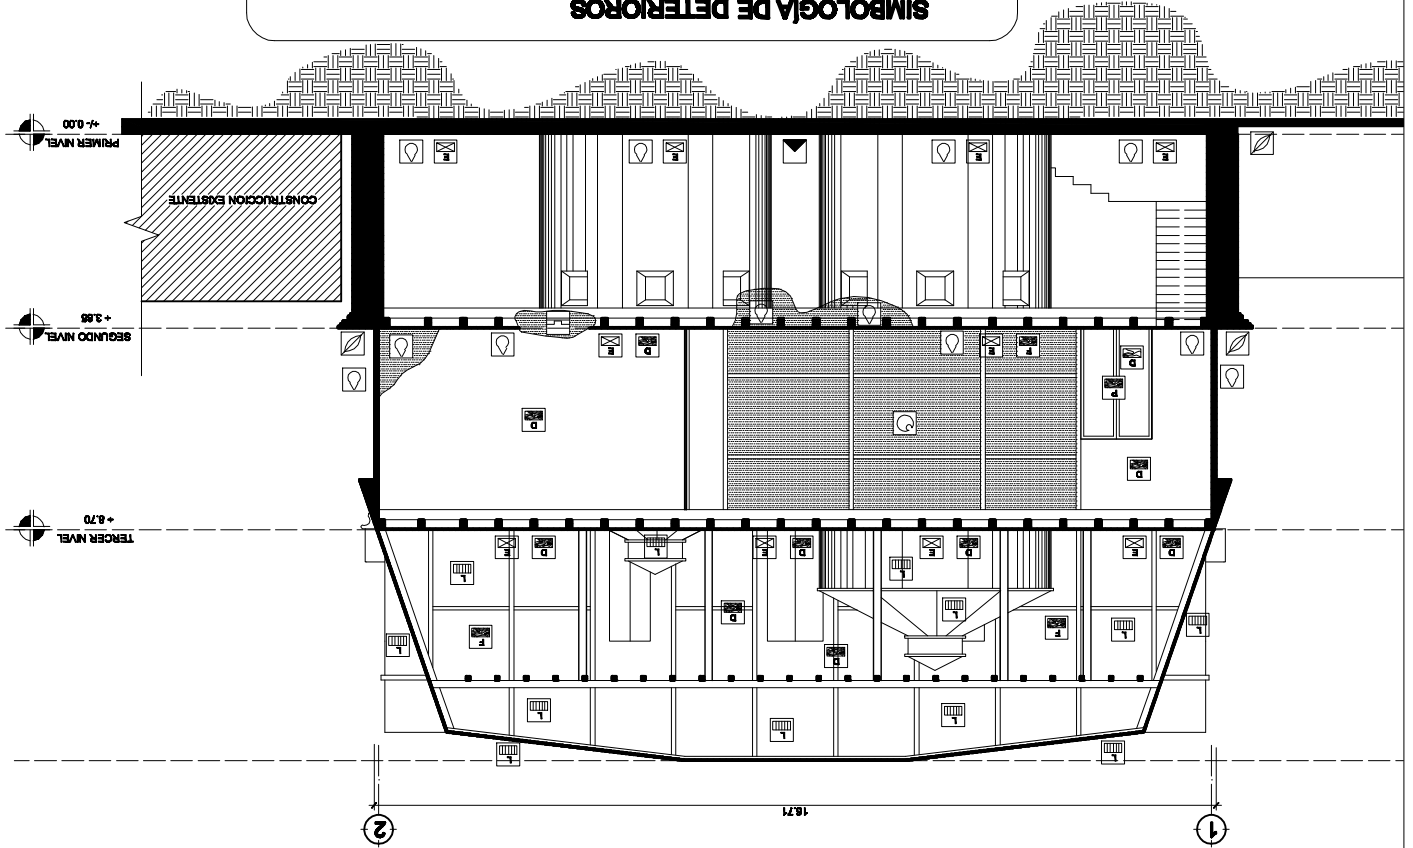 1 2
16.71
L L
L L L
D L
L L F F
L D
L L
D E D E D E L D E
TERCER NIVEL
+ 6.70
D
D
P
D
F E D E
SEGUNDO NIVEL
+ 3.65
CONSTRUCCION EXISTENTE
E E E E
PRIMER NIVEL
+/- 0.00
SIMBOLOGÍA DE DETERIOROS